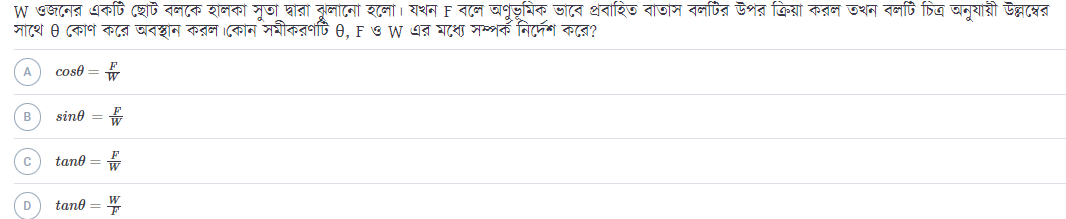 W ওজনের একটি ছোট বলকে হালকা সুতা দ্বারা ঝুলানো হলো। যখন F বলে অণুভূমিক ভাবে প্রবাহিত বাতাস বলটির উপর ক্রিয়া করল তখন বলটি চিত্র অনুযায়ী উল্লম্বের
সাথে θ কোণ করে অবস্থান করল।কোন সমীকরণটি θ, F ও W এর মধ্যে সম্পর্ক নির্দেশ করে?
A cosθ = F/W
B sinθ = F/W
C tanθ = F/W
D tanθ = W/F